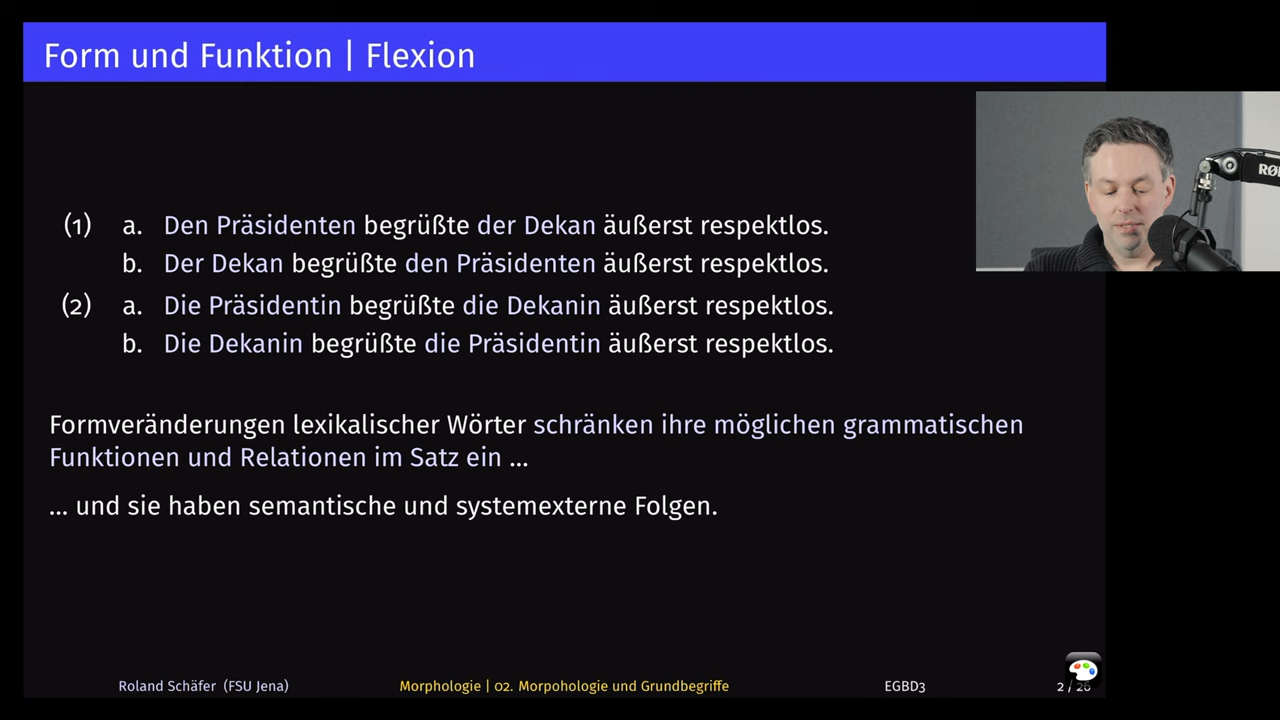 Form und Funktion | Flexion
(1) a. Den Präsidenten begrüßte der Dekan äußerst respektlos.
b. Der Dekan begrüßte den Präsidenten äußerst respektlos.
(2) a. Die Präsidentin begrüßte die Dekanin äußerst respektlos.
b. Die Dekanin begrüßte die Präsidentin äußerst respektlos.
Formveränderungen lexikalischer Wörter schränken ihre möglichen grammatischen
Funktionen und Relationen im Satz ein ...
... und sie haben semantische und systemexterne Folgen.
Roland Schäfer (FSU Jena) Morphologie | 02. Morpohologie und Grundbegriffe EGBD3 2 / 26